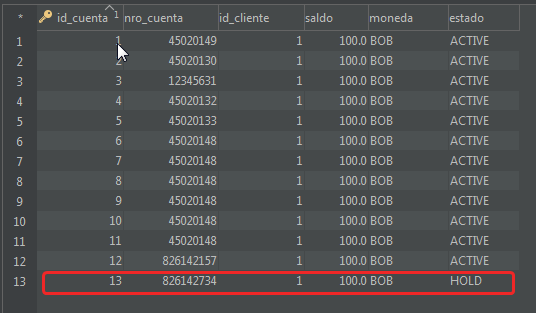 * id_cuenta 1 nro_cuenta id_cliente saldo moneda estado
1 1 45020149 1 100.0 BOB ACTIVE
2 2 45020130 1 100.0 BOB ACTIVE
3 3 12345631 1 100.0 BOB ACTIVE
4 4 45020132 1 100.0 BOB ACTIVE
5 5 45020133 1 100.0 BOB ACTIVE
6 6 45020148 1 100.0 BOB ACTIVE
7 7 45020148 1 100.0 BOB ACTIVE
8 8 45020148 1 100.0 BOB ACTIVE
9 9 45020148 1 100.0 BOB ACTIVE
10 10 45020148 1 100.0 BOB ACTIVE
11 11 45020148 1 100.0 BOB ACTIVE
12 12 826142157 1 100.0 BOB ACTIVE
13 13 826142734 1 100.0 BOB HOLD